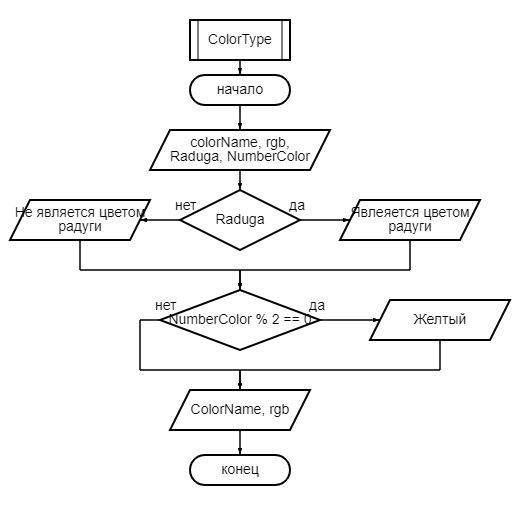 ColorType
начало
colorName, rgb,
Raduga, NumberColor
нет
да
Не является цветом
радуги
Raduga
Явлеяется цветом
радуги
нет
да
NumberColor % 2 == 0
Желтый
ColorName, rgb
конец